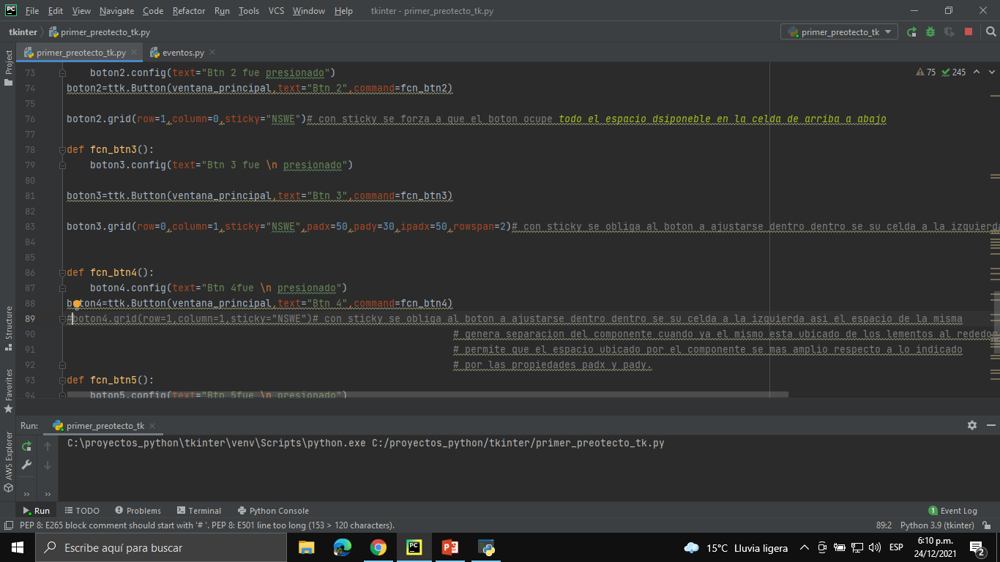 File Edit View Navigate Code Refactor Run Tools VCS Window Help tkinter - primer_preotecto_tk.py
tkinter primer_preotecto_tk.py primer_preotecto_tk
primer_preotecto_tk.py eventos.py
Project
75 245
73 boton2.config(text="Btn 2 fue presionado")
74 boton2=ttk.Button(ventana_principal,text="Btn 2",command=fcn_btn2)
75
76 boton2.grid(row=1,column=0,sticky="NSWE")# con sticky se forza a que el boton ocupe todo el espacio dsiponeble en la celda de arriba a abajo
77
78 def fcn_btn3():
79 boton3.config(text="Btn 3 fue \n presionado")
80
81 boton3=ttk.Button(ventana_principal,text="Btn 3",command=fcn_btn3)
82
83 boton3.grid(row=0,column=1,sticky="NSWE",padx=50,pady=30,ipadx=50,rowspan=2)# con sticky se obliga al boton a ajustarse dentro dentro se su celda a la izquierda
84
85
86 def fcn_btn4():
87 boton4.config(text="Btn 4fue \n presionado")
88 boton4=ttk.Button(ventana_principal,text="Btn 4",command=fcn_btn4)
89 #boton4.grid(row=1,column=1,sticky="NSWE")# con sticky se obliga al boton a ajustarse dentro dentro se su celda a la izquierda asi el espacio de la misma
90 # genera separacion del componente cuando ya el mismo esta ubicado de los lementos al rededor
91 # permite que el espacio ubicado por el componente se mas amplio respecto a lo indicado
92 # por las propiedades padx y pady.
93 def fcn_btn5():
94 boton5.config(text="Btn 5fue \n presionado")
Structure
Favorites
AWS Explorer
Run: primer_preotecto_tk
C:\proyectos_python\tkinter\venv\Scripts\python.exe C:/proyectos_python/tkinter/primer_preotecto_tk.py
Run TODO Problems Terminal Python Console 1 Event Log
PEP 8: E265 block comment should start with '# '. PEP 8: E501 line too long (153 > 120 characters). 89:2 Python 3.9 (tkinter)
Escribe aquí para buscar
15°C Lluvia ligera ESP
6:10 p.m.
24/12/2021
2